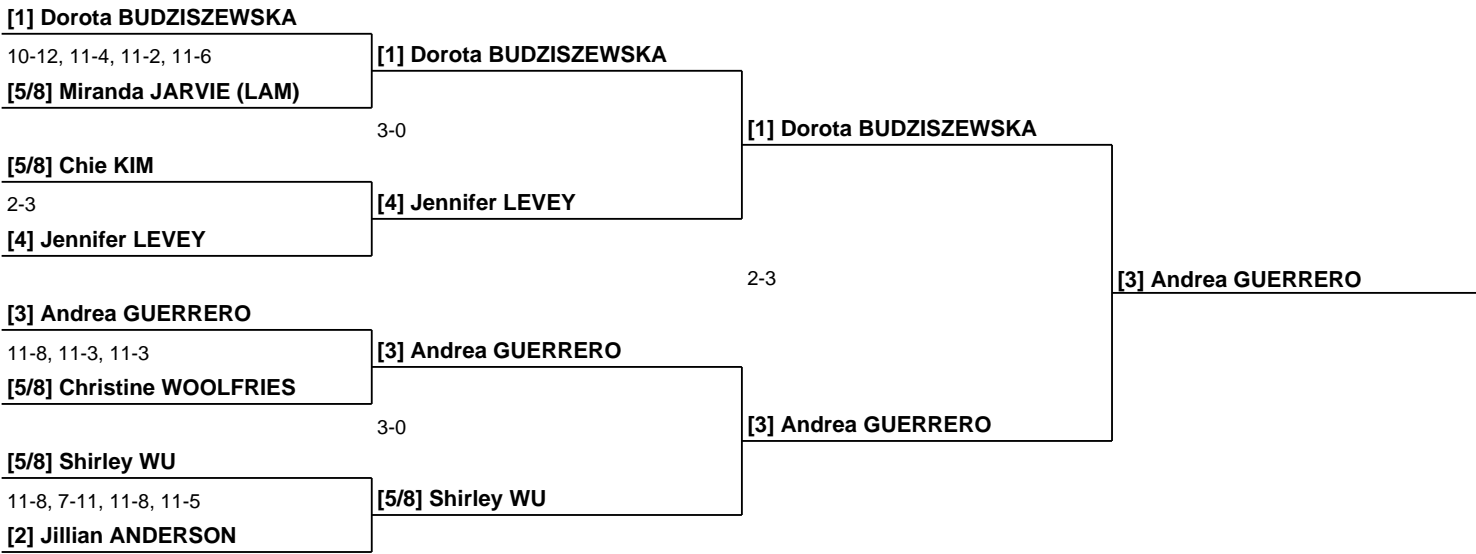 [1] Dorota BUDZISZEWSKA
10-12, 11-4, 11-2, 11-6
[1] Dorota BUDZISZEWSKA
[5/8] Miranda JARVIE (LAM)
3-0
[1] Dorota BUDZISZEWSKA
[5/8] Chie KIM
2-3
[4] Jennifer LEVEY
[4] Jennifer LEVEY
2-3
[3] Andrea GUERRERO
[3] Andrea GUERRERO
11-8, 11-3, 11-3
[3] Andrea GUERRERO
[5/8] Christine WOOLFRIES
3-0
[3] Andrea GUERRERO
[5/8] Shirley WU
11-8, 7-11, 11-8, 11-5
[5/8] Shirley WU
[2] Jillian ANDERSON